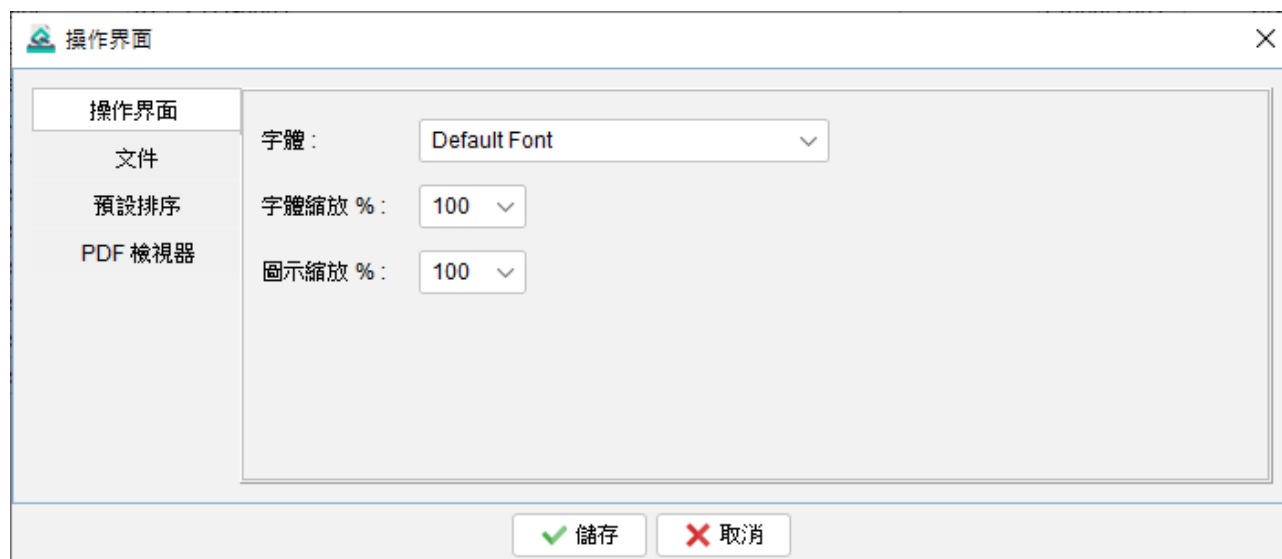 操作界面
操作界面
文件
預設排序
PDF 檢視器
字體 : Default Font
字體縮放 % : 100
圖示縮放 % : 100
儲存 取消